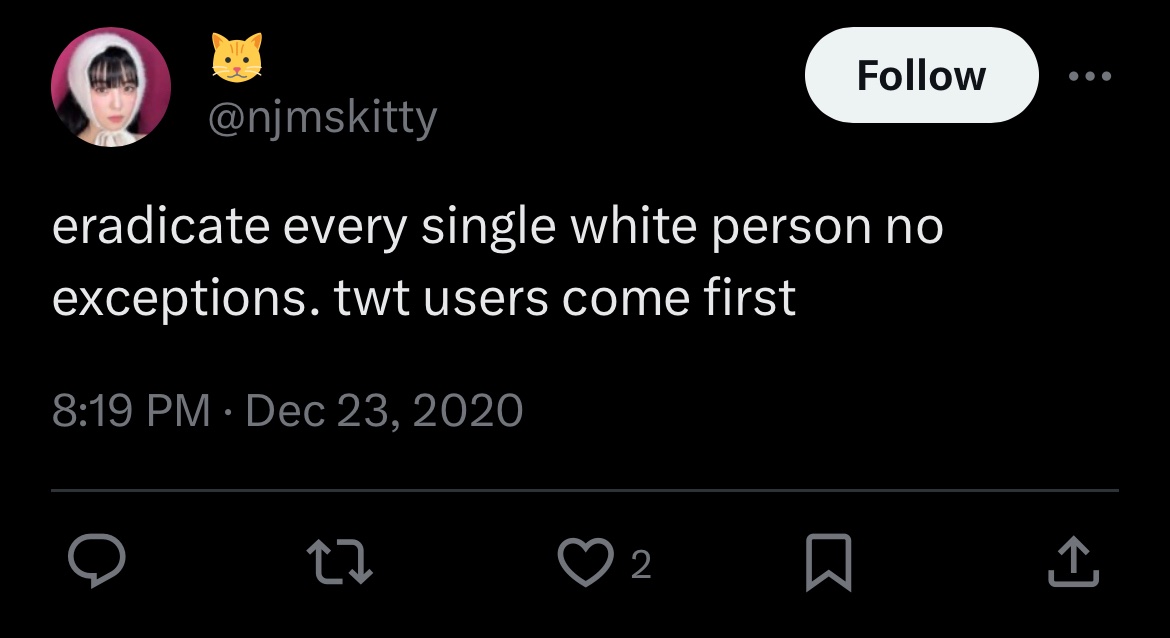 🐱
Follow
@njmskitty
eradicate every single white person no
exceptions. twt users come first
8:19 PM · Dec 23, 2020
2